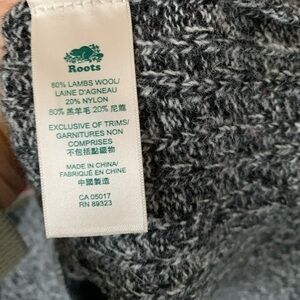 Roots
80% LAMBS WOOL/
LAINE D'AGNEAU
20% NYLON
80% 羔羊毛 20% 尼龍
EXCLUSIVE OF TRIMS/
GARNITURES NON
COMPRISES
不包括點綴物
MADE IN CHINA/
FABRIQUÉ EN CHINE
中國製造
CA 05017
RN 89323